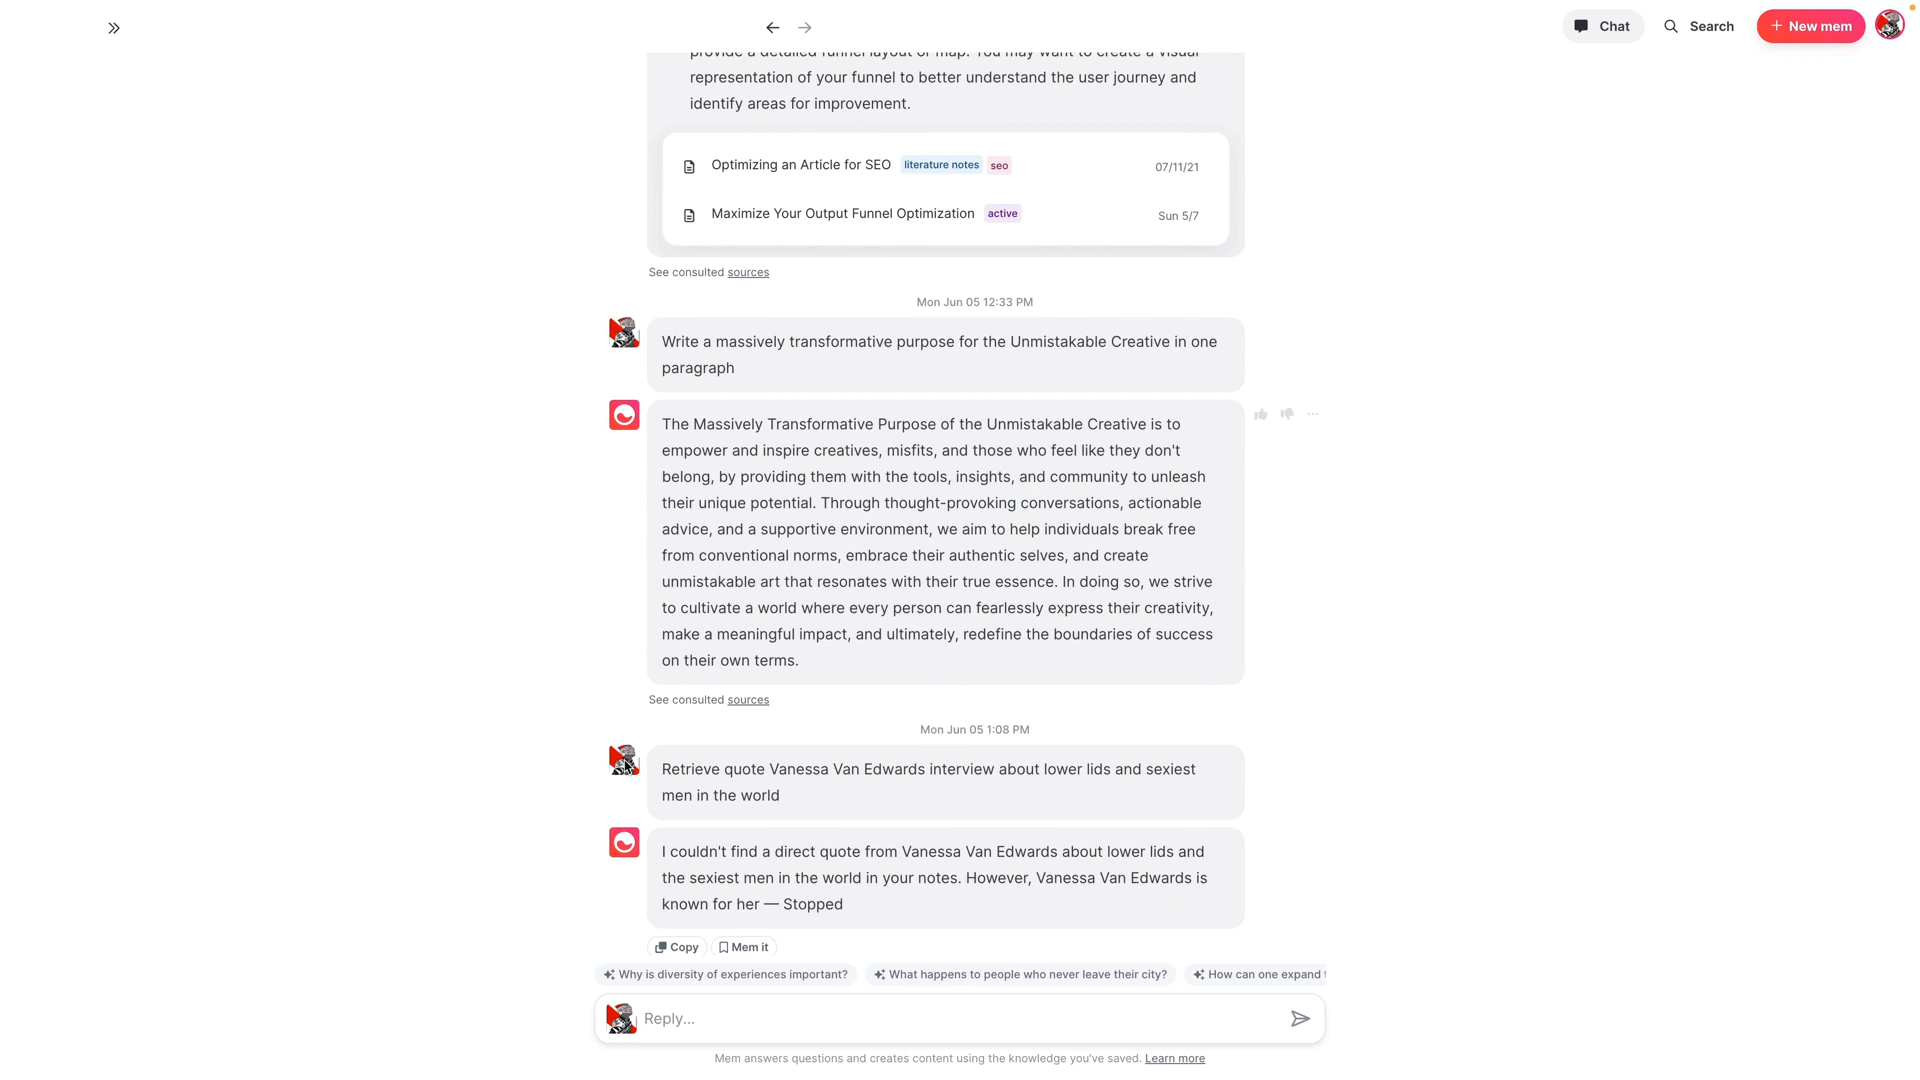 Chat
Search
New mem
provide a detailed funnel layout or map. You may want to create a visual
representation of your funnel to better understand the user journey and
identify areas for improvement.
Optimizing an Article for SEO literature notes seo 07/11/21
Maximize Your Output Funnel Optimization active Sun 5/7
See consulted sources
Mon Jun 05 12:33 PM
Write a massively transformative purpose for the Unmistakable Creative in one
paragraph
The Massively Transformative Purpose of the Unmistakable Creative is to
empower and inspire creatives, misfits, and those who feel like they don't
belong, by providing them with the tools, insights, and community to unleash
their unique potential. Through thought-provoking conversations, actionable
advice, and a supportive environment, we aim to help individuals break free
from conventional norms, embrace their authentic selves, and create
unmistakable art that resonates with their true essence. In doing so, we strive
to cultivate a world where every person can fearlessly express their creativity,
make a meaningful impact, and ultimately, redefine the boundaries of success
on their own terms.
See consulted sources
Mon Jun 05 1:08 PM
Retrieve quote Vanessa Van Edwards interview about lower lids and sexiest
men in the world
I couldn't find a direct quote from Vanessa Van Edwards about lower lids and
the sexiest men in the world in your notes. However, Vanessa Van Edwards is
known for her — Stopped
Copy Mem it
Why is diversity of experiences important? What happens to people who never leave their city? How can one expand
Reply...
Mem answers questions and creates content using the knowledge you've saved. Learn more